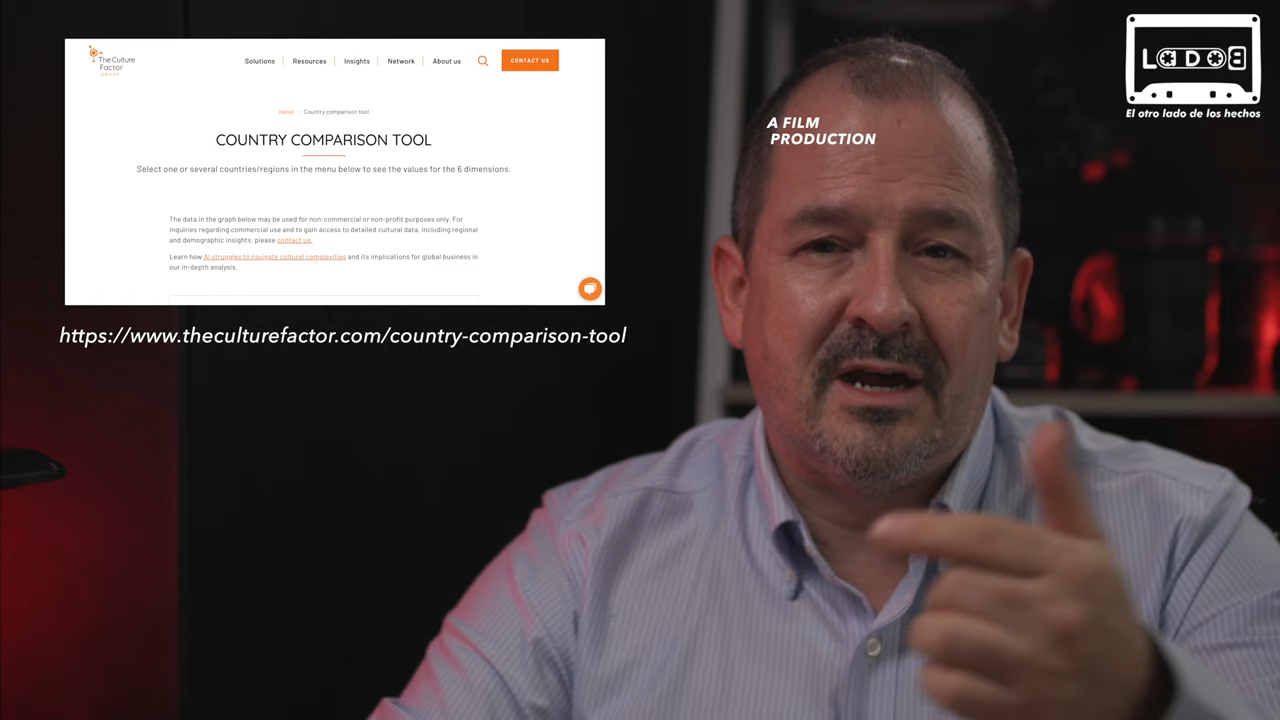 The Culture
Factor
Solutions
Resources
Insights
Network
About us
CONTACT US
Home > Country comparison tool
COUNTRY COMPARISON TOOL
Select one or several countries/regions in the menu below to see the values for the 6 dimensions.
The data in the graph below may be used for non-commercial or non-profit purposes only. For
inquiries regarding commercial use and to gain access to detailed cultural data, including regional
and demographic insights, please contact us.
Learn how AI struggles to navigate cultural complexities and its implications for global business in
our in-depth analysis.
https://www.theculturefactor.com/country-comparison-tool
A FILM
PRODUCTION
LADO B
El otro lado de los hechos